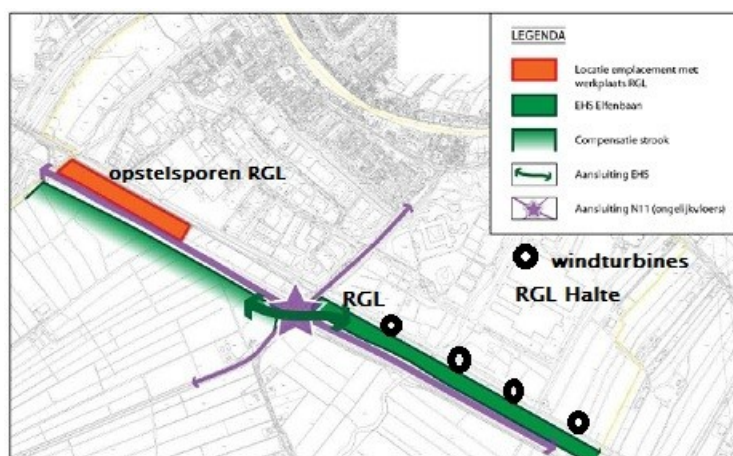 LEGENDA
Locatie emplacement met
werkplaats RGL
EHS Elfenbaan
Compensatie strook
Aansluiting EHS
Aansluiting N11 (ongelijkvloers)
windturbines
RGL Halte
opstelsporen RGL
RGL